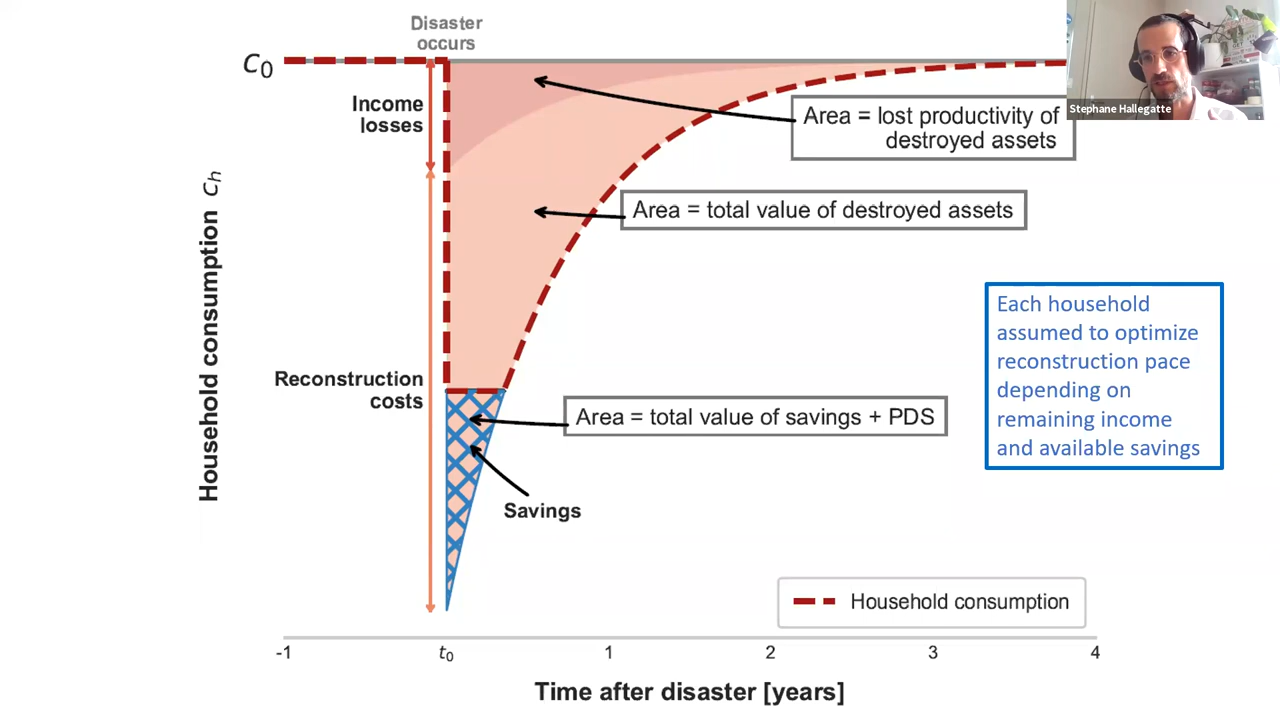 Disaster
occurs
C₀
Income
losses
Area = lost productivity of
destroyed assets
Stephane Hallegatte
Area = total value of destroyed assets
Household consumption Cₕ
Each household
assumed to optimize
reconstruction pace
depending on
remaining income
and available savings
Reconstruction
costs
Area = total value of savings + PDS
Savings
Household consumption
-1 t₀ 1 2 3 4
Time after disaster [years]